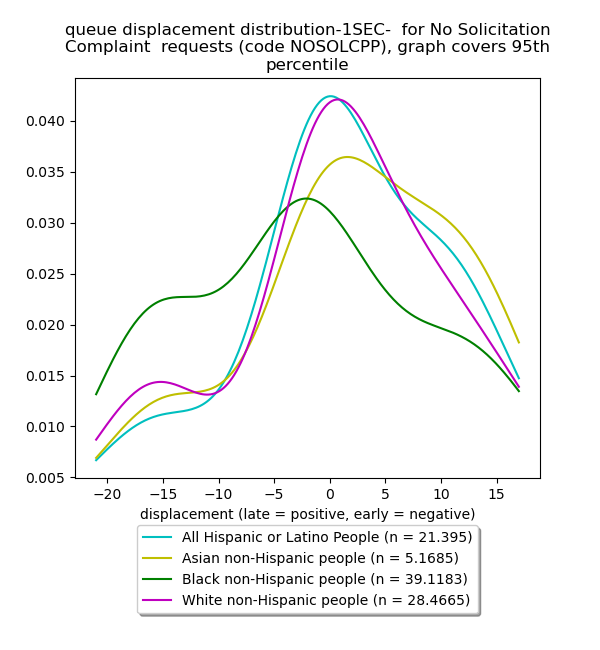 queue displacement distribution-1SEC-  for No Solicitation
Complaint  requests (code NOSOLCPP), graph covers 95th
percentile
0.040
0.035
0.030
0.025
0.020
0.015
0.010
0.005
−20 −15 −10 −5 0 5 10 15
displacement (late = positive, early = negative)
All Hispanic or Latino People (n = 21.395)
Asian non-Hispanic people (n = 5.1685)
Black non-Hispanic people (n = 39.1183)
White non-Hispanic people (n = 28.4665)